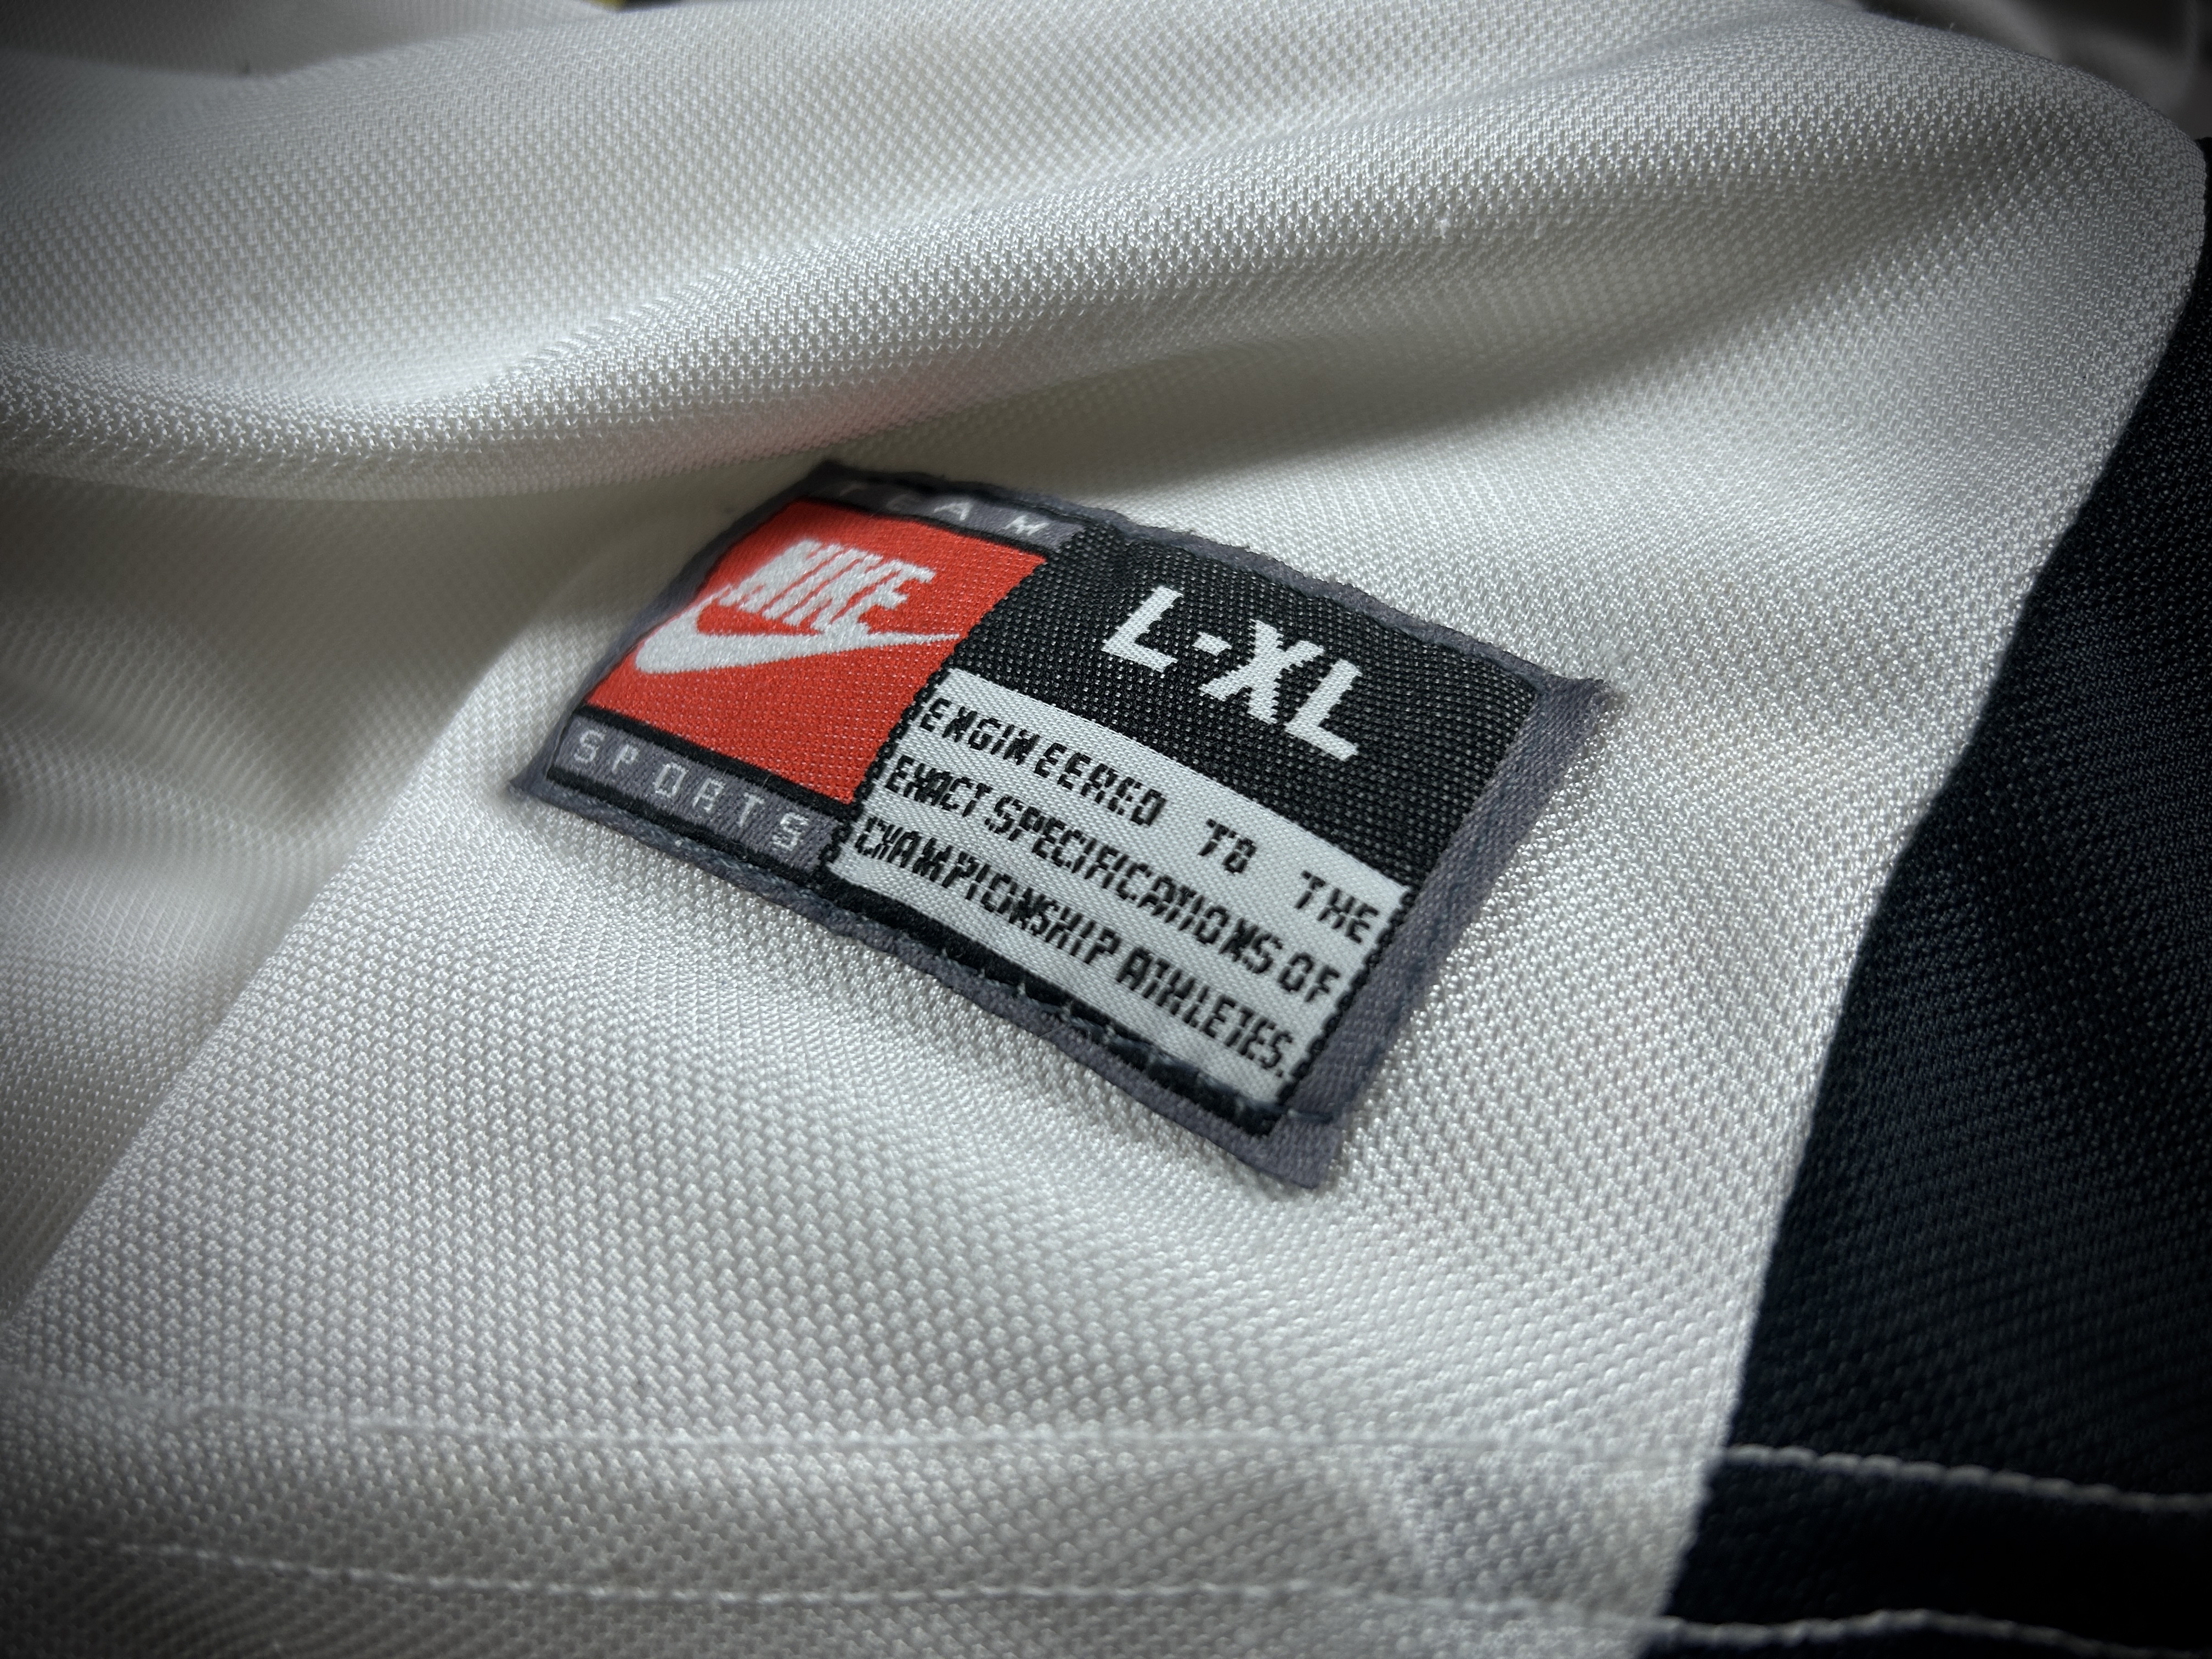 TEAM
NIKE
SPORTS
L-XL
ENGINEERED TO THE
EXACT SPECIFICATIONS OF
CHAMPIONSHIP ATHLETES.